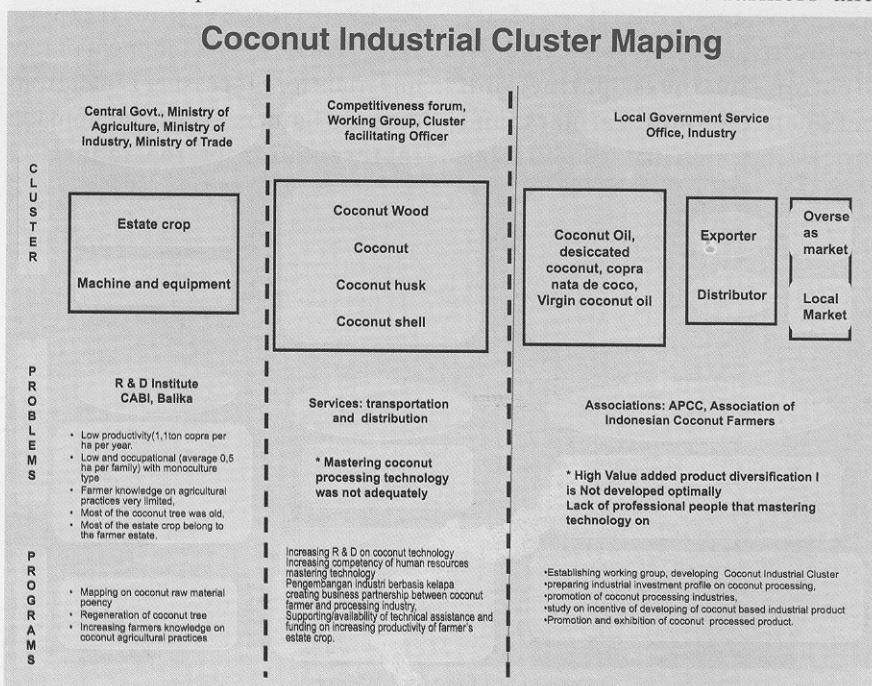 Coconut Industrial Cluster Maping
Central Govt., Ministry of
Agriculture, Ministry of
Industry, Ministry of Trade
Competitiveness forum,
Working Group, Cluster
facilitating Officer
Local Government Service
Office, Industry
CLUSTER
Estate crop
Machine and equipment
Coconut Wood
Coconut
Coconut husk
Coconut shell
Coconut Oil,
desiccated
coconut, copra
nata de coco,
Virgin coconut oil
Exporter
Distributor
Overse
as
market
Local
Market
PROBLEMS
R & D Institute
CABI, Balika
• Low productivity(1,1ton copra per
ha per year.
• Low and occupational (average 0,5
ha per family) with monoculture
type
• Farmer knowledge on agricultural
practices very limited,
• Most of the coconut tree was old,
• Most of the estate crop belong to
the farmer estate.
Services: transportation
and distribution
* Mastering coconut
processing technology
was not adequately
Associations: APCC, Association of
Indonesian Coconut Farmers
* High Value added product diversification I
is Not developed optimally
Lack of professional people that mastering
technology on
PROGRAMS
• Mapping on coconut raw material
poency
• Regeneration of coconut tree
• Increasing farmers knowledge on
coconut agricultural practices
Increasing R & D on coconut technology
Increasing competency of human resources
mastering technology
Pengembangan industri berbasis kelapa
creating business partnership between coconut
farmer and processing industry,
Supporting/availability of technical assistance and
funding on increasing productivity of farmer's
estate crop.
•Establishing working group, developing Coconut Industrial Cluster
•preparing industrial investment profile on coconut processing,
•promotion of coconut processing industries,
•study on incentive of developing of coconut based industrial product
•Promotion and exhibition of coconut processed product.